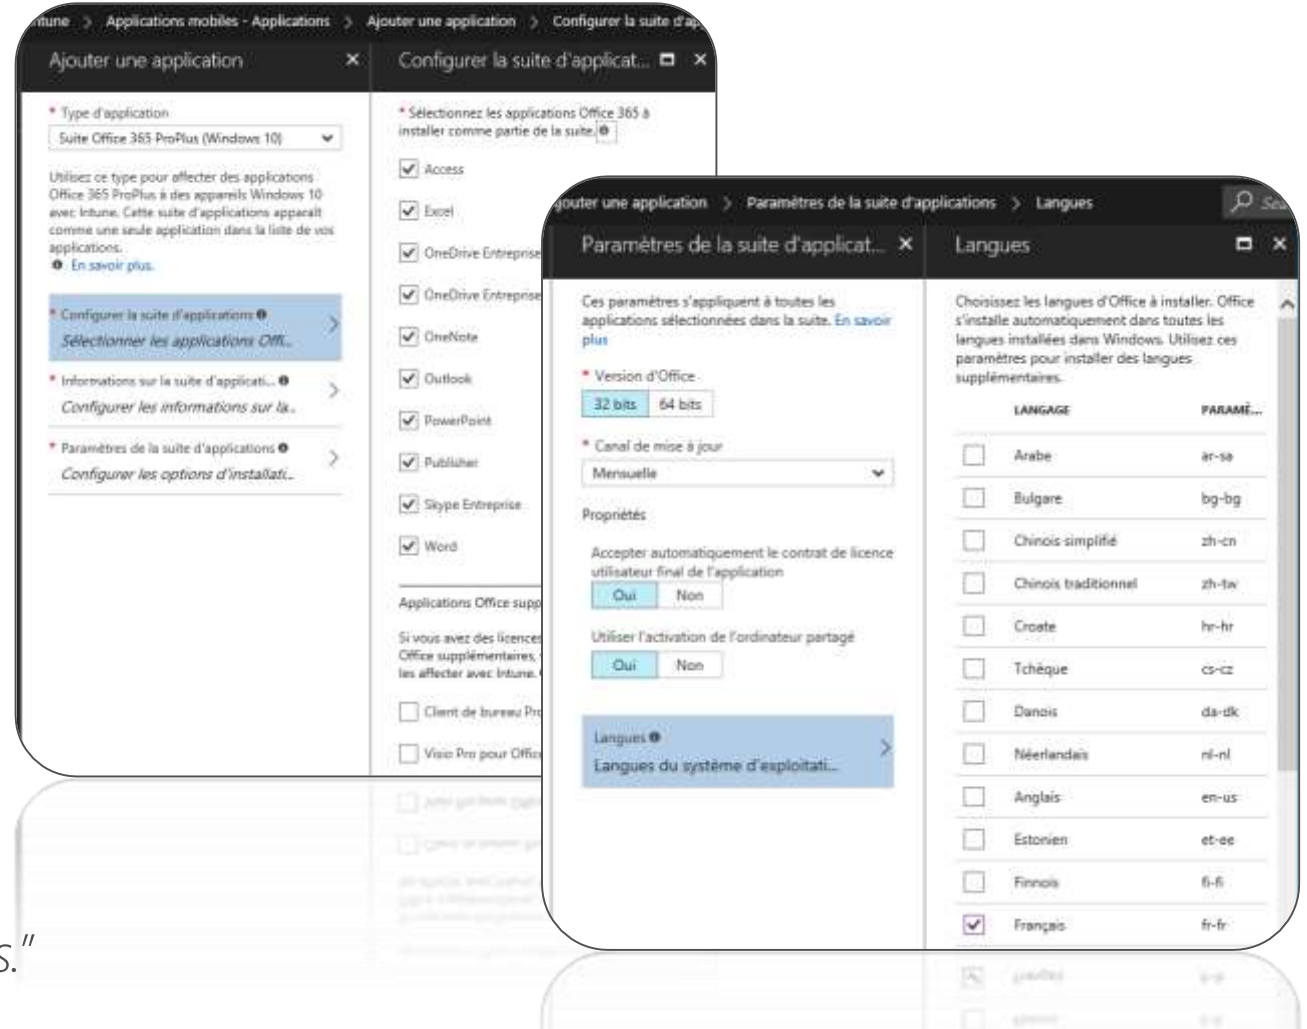 Applications mobiles - Applications > Ajouter une application > Configurer la suite d'ap
Ajouter une application
* Type d'application
Suite Office 365 ProPlus (Windows 10)
Utilisez ce type pour affecter des applications
Office 365 ProPlus à des appareils Windows 10
avec Intune. Cette suite d'applications apparaît
comme une seule application dans la liste de vos
applications.
En savoir plus.
* Configurer la suite d'applications
Sélectionner les applications Offi...
* Informations sur la suite d'applicati...
Configurer les informations sur la...
* Paramètres de la suite d'applications
Configurer les options d'installati...
Configurer la suite d'applicat...
* Sélectionnez les applications Office 365 à
installer comme partie de la suite.
Access
Excel
OneDrive Entreprise
OneDrive Entreprise
OneNote
Outlook
PowerPoint
Publisher
Skype Entreprise
Word
Applications Office supp
Si vous avez des licences
Office supplémentaires,
les affecter avec Intune.
Client de bureau Pro
Visio Pro pour Office
jouter une application > Paramètres de la suite d'applications > Langues
Paramètres de la suite d'applicat...
Ces paramètres s'appliquent à toutes les
applications sélectionnées dans la suite. En savoir
plus
* Version d'Office
32 bits 64 bits
* Canal de mise à jour
Mensuelle
Propriétés
Accepter automatiquement le contrat de licence
utilisateur final de l'application
Oui Non
Utiliser l'activation de l'ordinateur partagé
Oui Non
Langues
Langues du système d'exploitati...
Langues
Choisissez les langues d'Office à installer. Office
s'installe automatiquement dans toutes les
langues installées dans Windows. Utilisez ces
paramètres pour installer des langues
supplémentaires.
LANGAGE PARAMÈ...
Arabe ar-sa
Bulgare bg-bg
Chinois simplifié zh-cn
Chinois traditionnel zh-tw
Croate hr-hr
Tchèque cs-cz
Danois da-dk
Néerlandais nl-nl
Anglais en-us
Estonien et-ee
Finnois fi-fi
Français fr-fr
s."